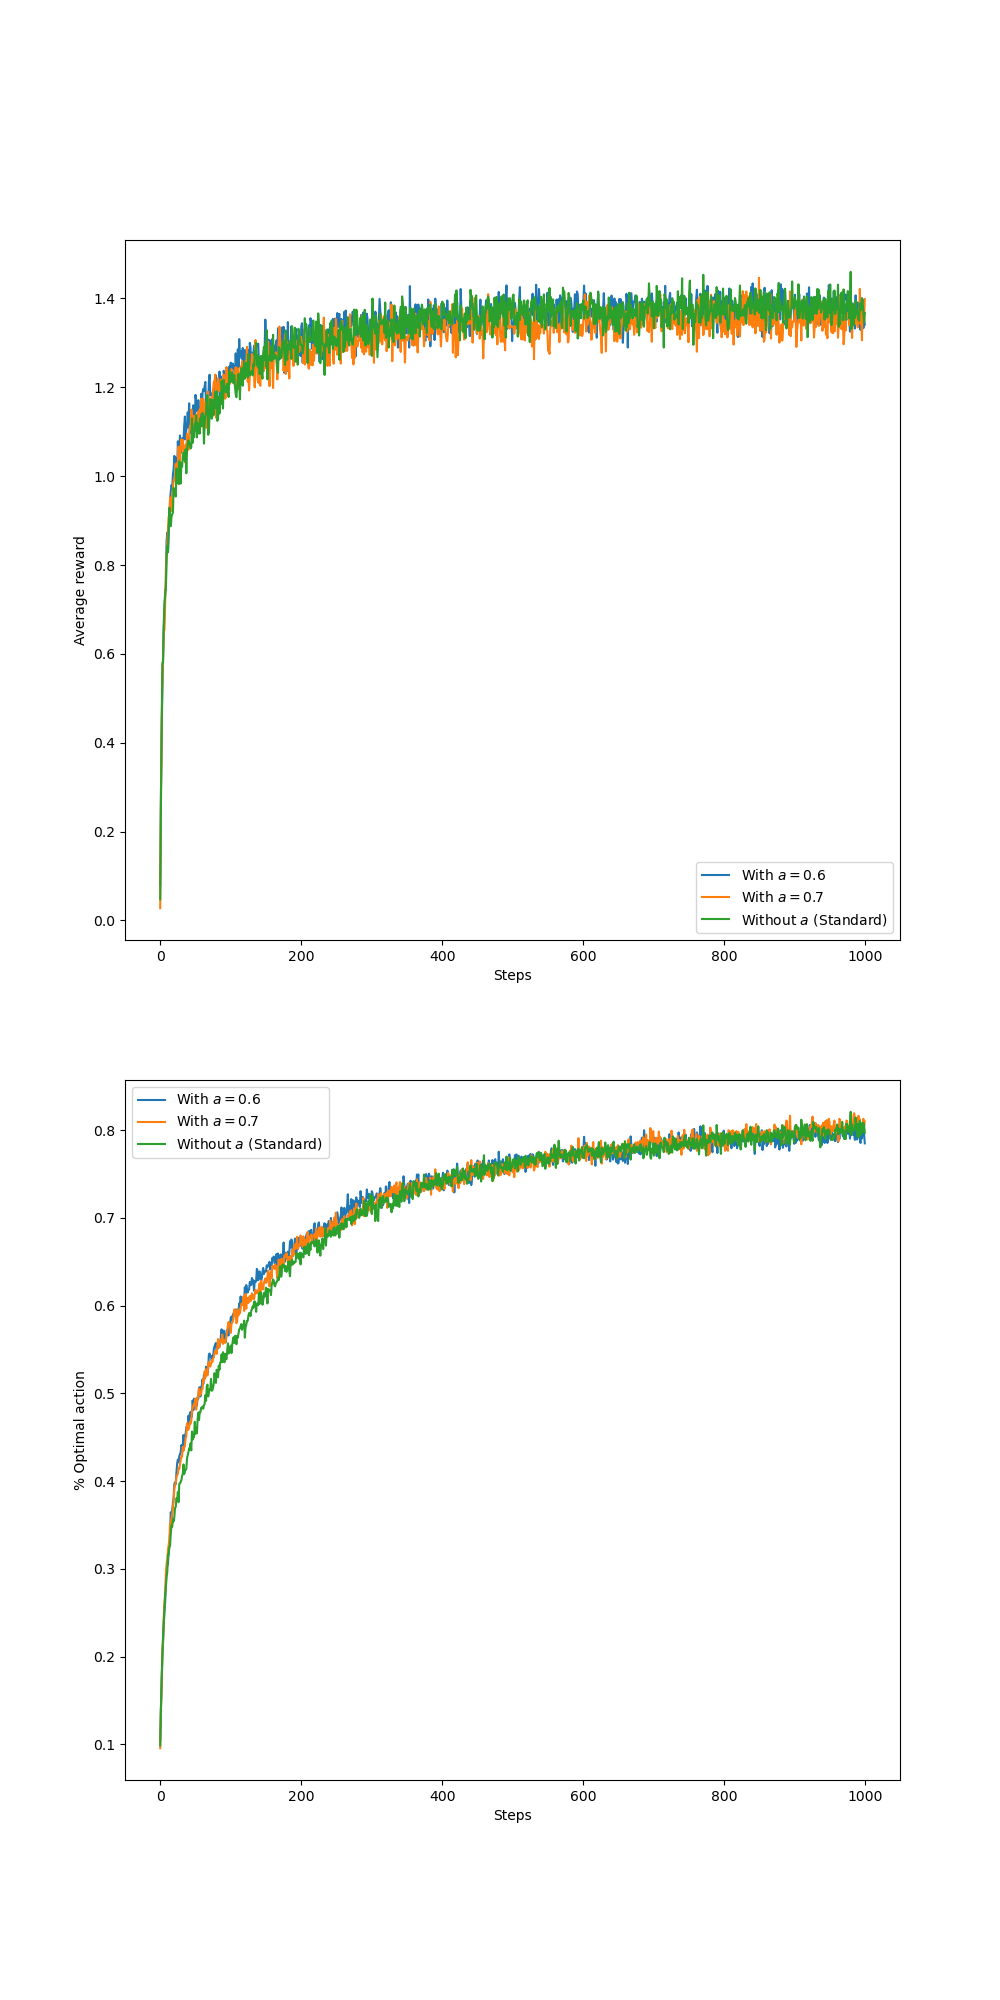 1.4
1.2
1.0
0.8
0.6
0.4
0.2
0.0
Average reward
With a = 0.6
With a = 0.7
Without a (Standard)
0 200 400 600 800 1000
Steps
With a = 0.6
With a = 0.7
Without a (Standard)
0.8
0.7
0.6
0.5
0.4
0.3
0.2
0.1
% Optimal action
0 200 400 600 800 1000
Steps